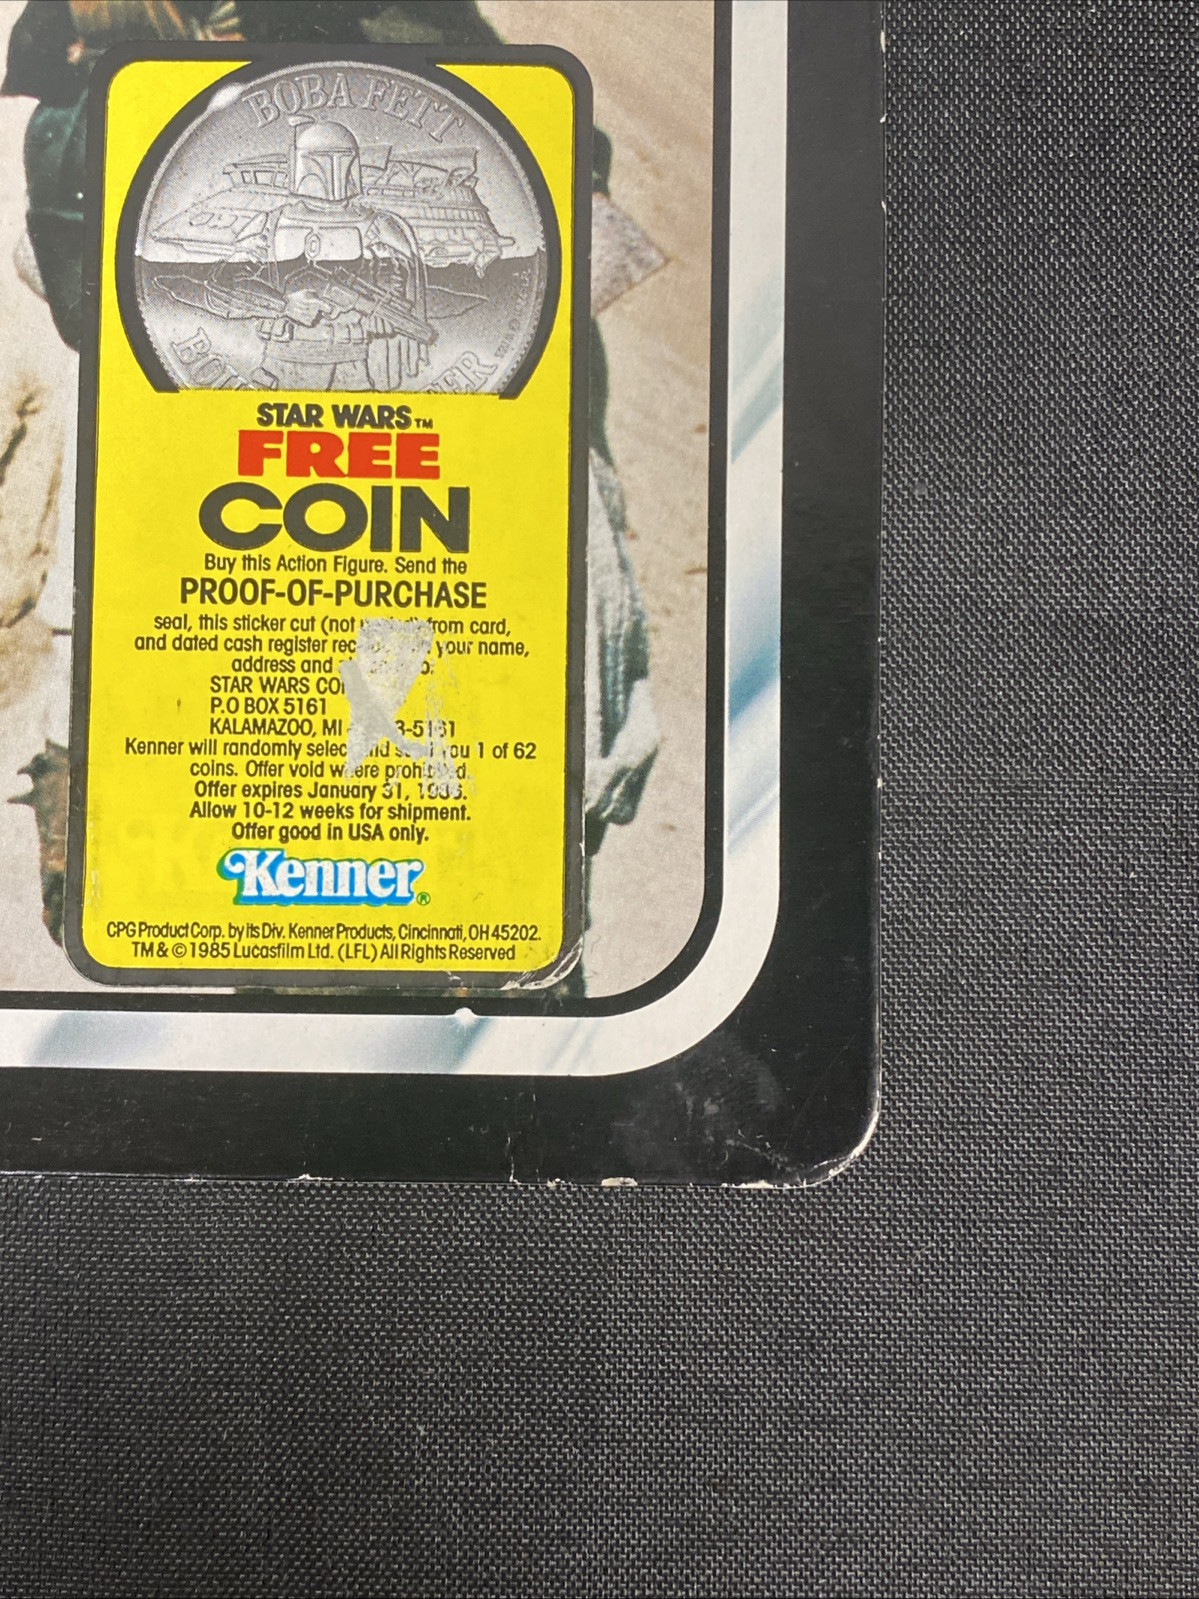 BOBA FETT
STAR WARS™
FREE
COIN
Buy this Action Figure. Send the
PROOF-OF-PURCHASE
seal, this sticker cut (not from card,
and dated cash register your name,
address and
STAR WARS
P.O BOX 5161
KALAMAZOO, MI
Kenner will randomly 1 of 62
coins. Offer void where prohibited.
Offer expires January 31, 1986.
Allow 10-12 weeks for shipment.
Offer good in USA only.
Kenner®
CPG Product Corp. by its Div. Kenner Products, Cincinnati, OH 45202.
TM & © 1985 Lucasfilm Ltd. (LFL) All Rights Reserved